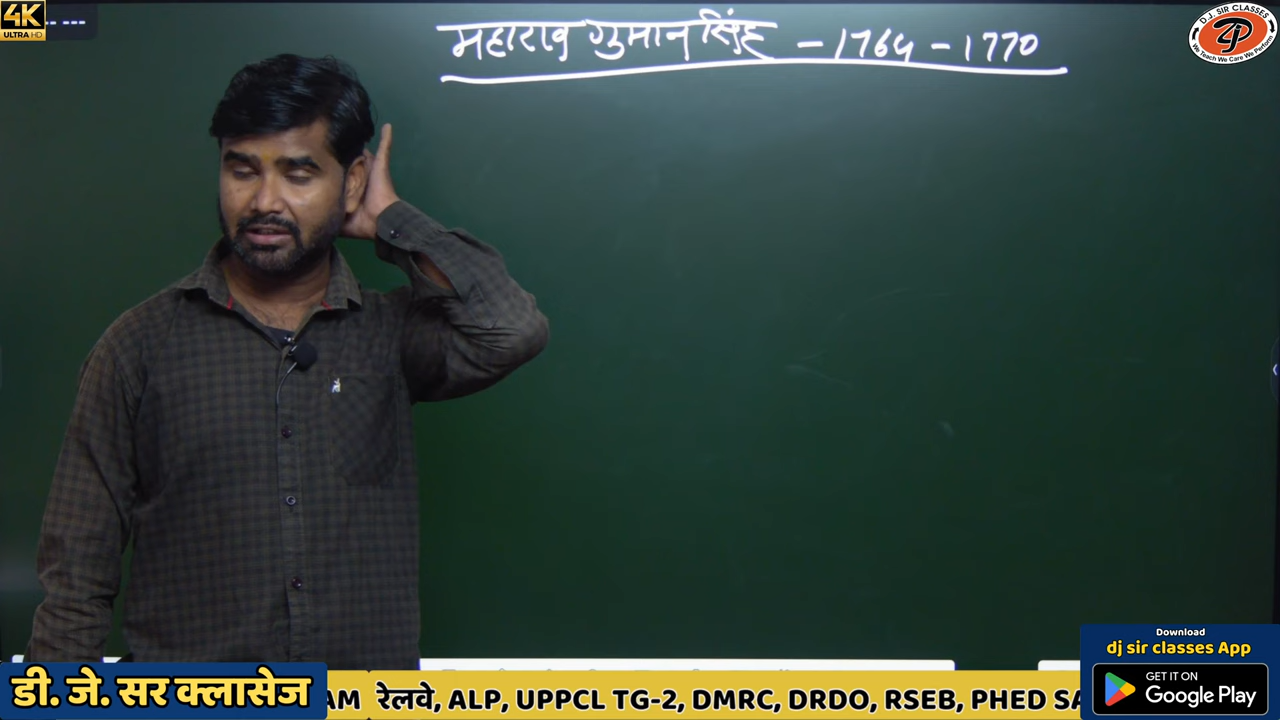 4K
ULTRA HD
महाराव गुमान सिंह – 1764 – 1770
D.J. SIR CLASSES
We Teach We Care We Perform
Download
dj sir classes App
GET IT ON
Google Play
डी. जे. सर क्लासेज
AM रेलवे, ALP, UPPCL TG-2, DMRC, DRDO, RSEB, PHED SA